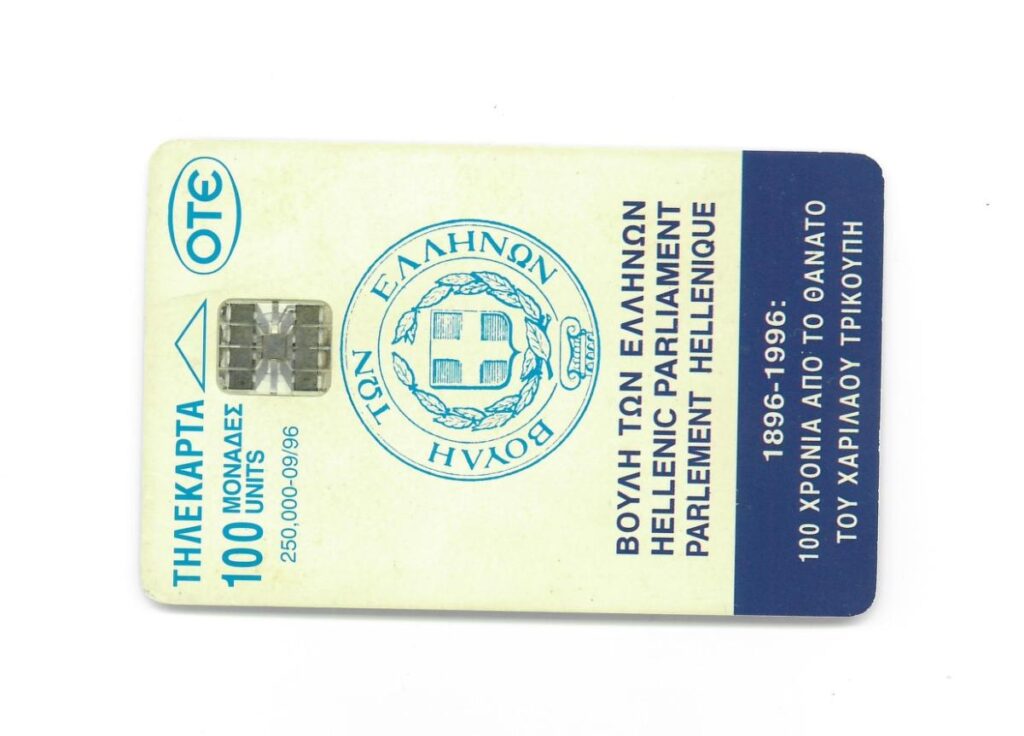 ΟΤЄ
ΤΗΛΕΚΑΡΤΑ
100 ΜΟΝΑΔΕΣ
UNITS
250,000-09/96
ΒΟΥΛΗ ΤΩΝ ΕΛΛΗΝΩΝ
ΒΟΥΛΗ ΤΩΝ ΕΛΛΗΝΩΝ
HELLENIC PARLIAMENT
PARLEMENT HELLENIQUE
1896-1996:
100 ΧΡΟΝΙΑ ΑΠΟ ΤΟ ΘΑΝΑΤΟ
ΤΟΥ ΧΑΡΙΛΑΟΥ ΤΡΙΚΟΥΠΗ